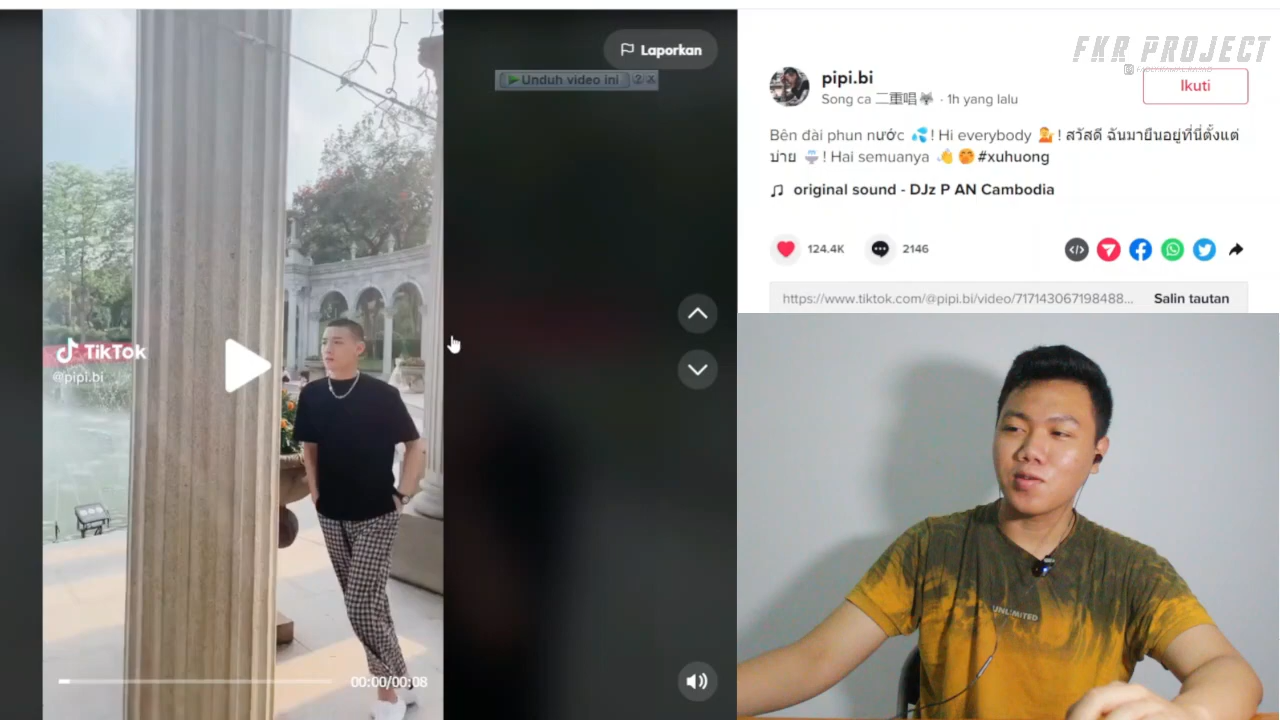 Laporkan
Unduh video ini
?
X
TikTok
@pipi.bi
00:00/00:08
FKR PROJECT
pipi.bi
Song ca 二重唱🐺 · 1h yang lalu
Ikuti
Bên đài phun nước 💦 ! Hi everybody 💁 ! สวัสดี ฉันมายืนอยู่ที่นี่ตั้งแต่
บ่าย ⛲ ! Hai semuanya 👋 🤭 #xuhuong
original sound - DJz P AN Cambodia
124.4K
2146
https://www.tiktok.com/@pipi.bi/video/717143067198488...
Salin tautan
UNLIMITED